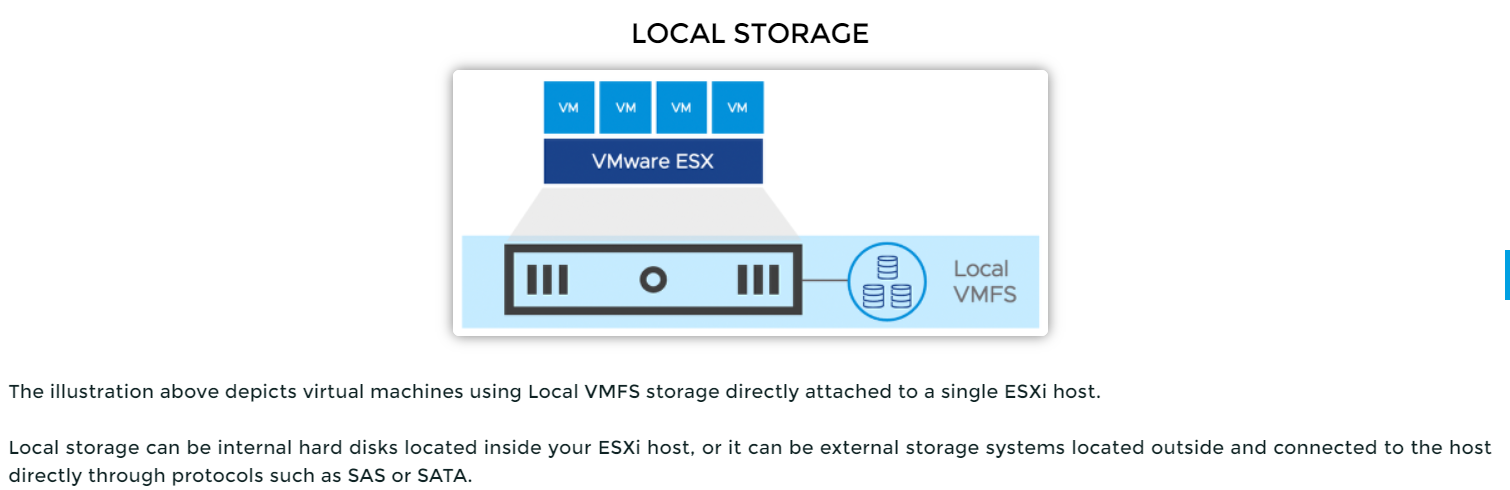 LOCAL STORAGE
VM VM VM VM
VMware ESX
Local
VMFS
The illustration above depicts virtual machines using Local VMFS storage directly attached to a single ESXi host.
Local storage can be internal hard disks located inside your ESXi host, or it can be external storage systems located outside and connected to the host
directly through protocols such as SAS or SATA.